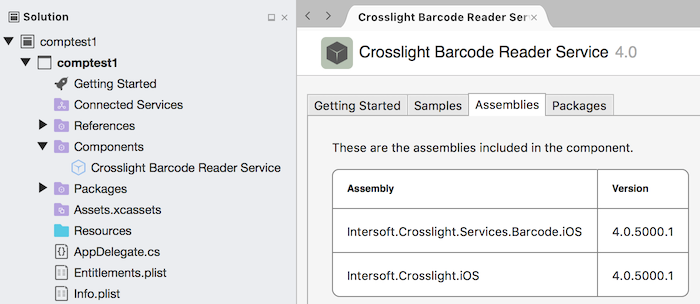 Solution
comptest1
comptest1
Getting Started
Connected Services
References
Components
Crosslight Barcode Reader Service
Packages
Assets.xcassets
Resources
AppDelegate.cs
Entitlements.plist
Info.plist
Crosslight Barcode Reader Ser
Crosslight Barcode Reader Service 4.0
Getting Started Samples Assemblies Packages
These are the assemblies included in the component.
Assembly Version
Intersoft.Crosslight.Services.Barcode.iOS 4.0.5000.1
Intersoft.Crosslight.iOS 4.0.5000.1